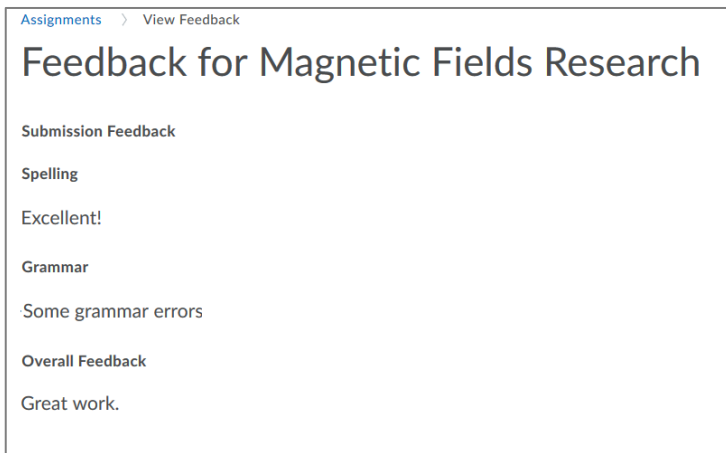 Assignments > View Feedback
Feedback for Magnetic Fields Research
Submission Feedback
Spelling
Excellent!
Grammar
Some grammar errors
Overall Feedback
Great work.